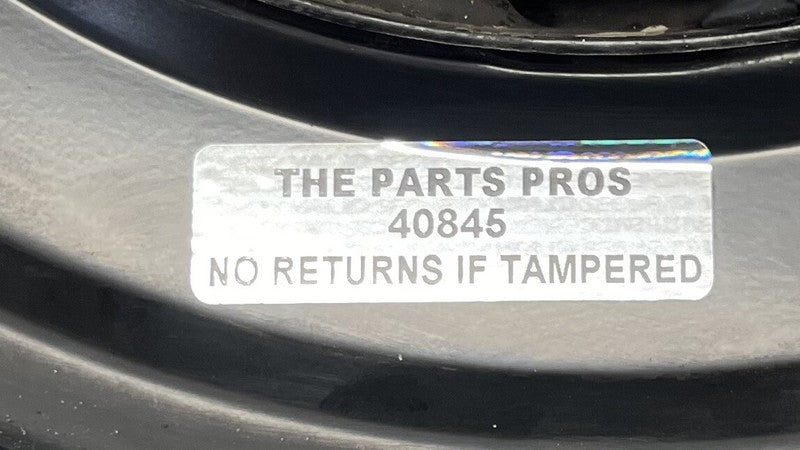 THE PARTS PROS
40845
NO RETURNS IF TAMPERED